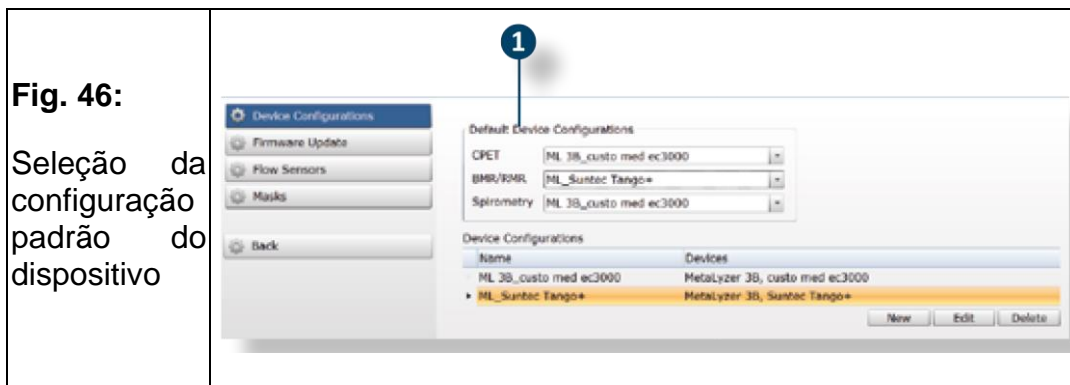 Fig. 46:
Seleção da
configuração
padrão do
dispositivo
1
Device Configurations
Firmware Update
Flow Sensors
Masks
Back
Default Device Configurations
CPET ML 3B_custo med ec3000
BMR/RMR ML_Suntec Tango+
Spirometry ML 3B_custo med ec3000
Device Configurations
Name Devices
ML 3B_custo med ec3000 MetaLyzer 3B, custo med ec3000
ML_Suntec Tango+ MetaLyzer 3B, Suntec Tango+
New Edit Delete